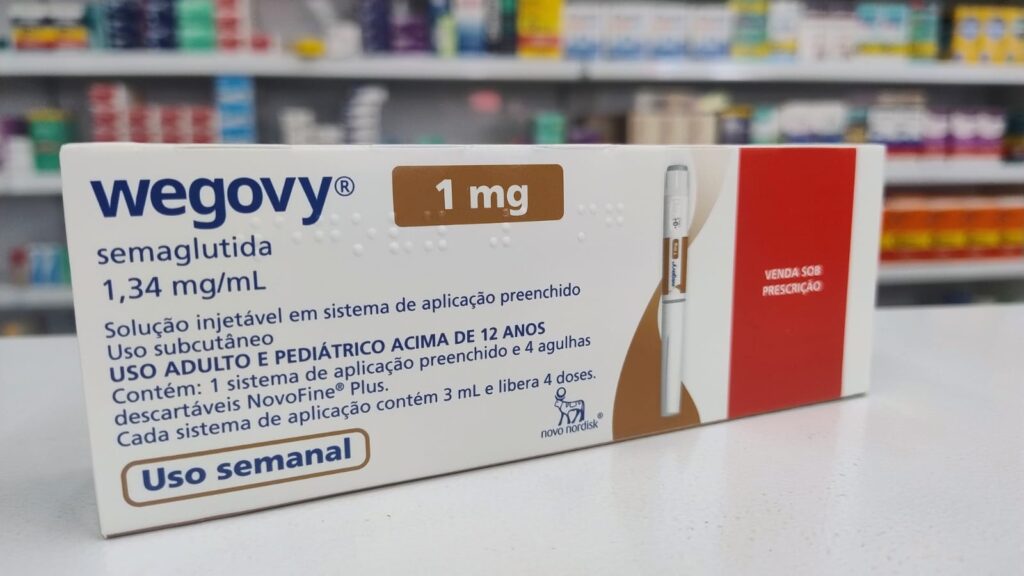 wegovy®
1 mg
semaglutida
1,34 mg/mL
Solução injetável em sistema de aplicação preenchido
Uso subcutâneo
USO ADULTO E PEDIÁTRICO ACIMA DE 12 ANOS
Contém: 1 sistema de aplicação preenchido e 4 agulhas
descartáveis NovoFine® Plus.
Cada sistema de aplicação contém 3 mL e libera 4 doses.
Uso semanal
novo nordisk®
1 mg
VENDA SOB
PRESCRIÇÃO